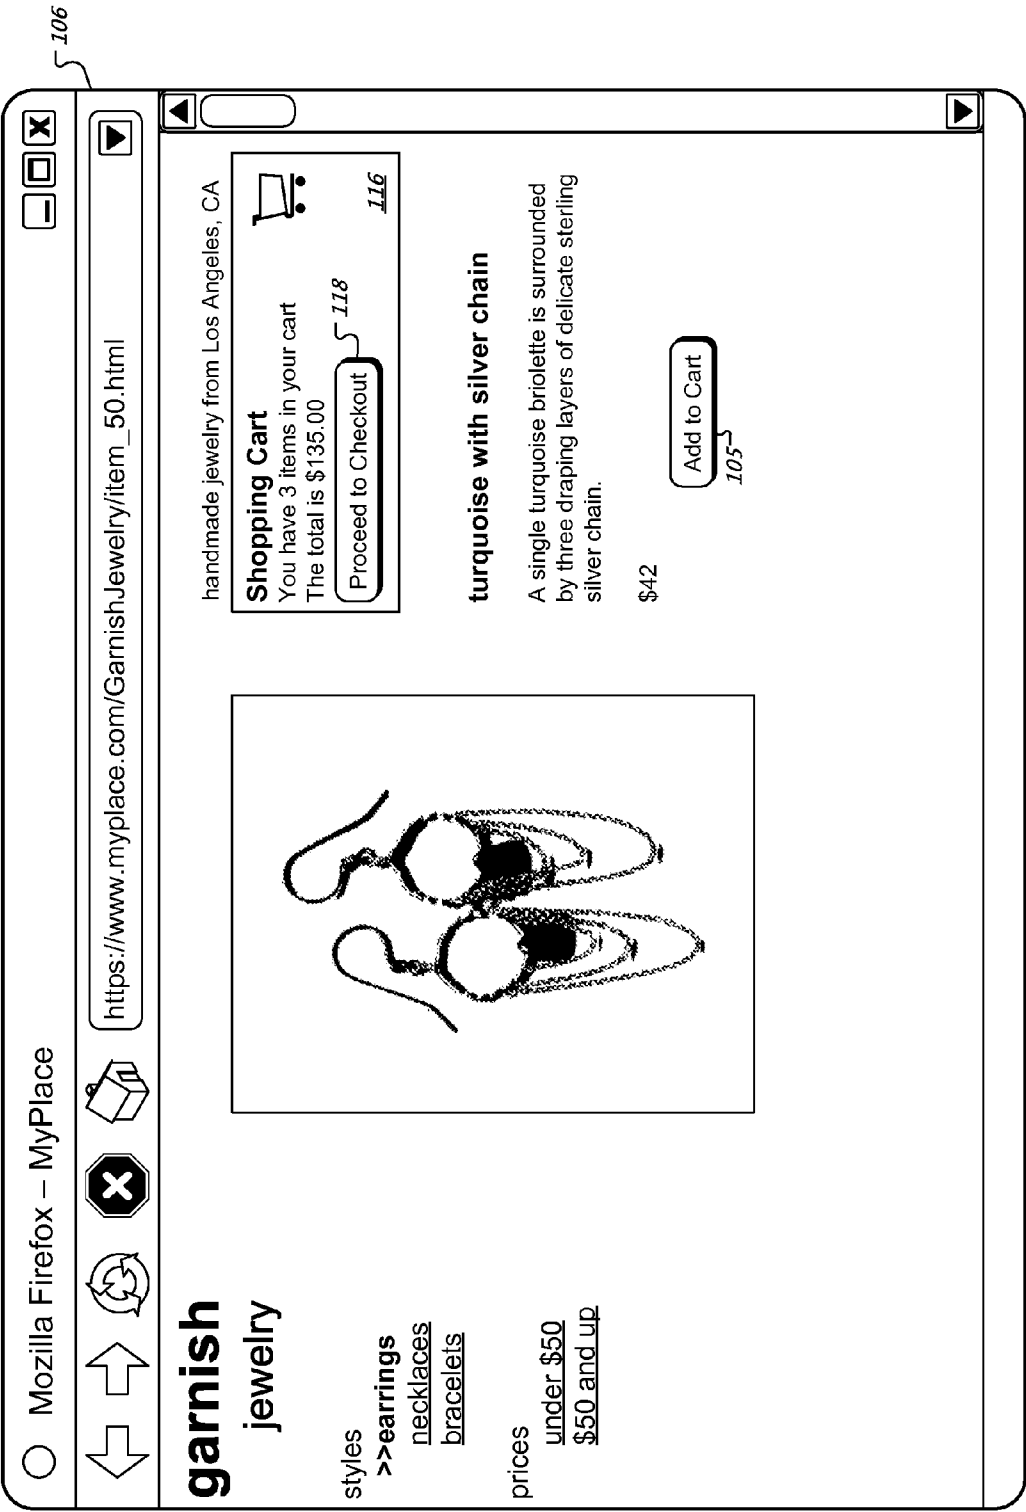 106
Mozilla Firefox – MyPlace
https://www.myplace.com/GarnishJewelry/item_50.html
garnish
jewelry
handmade jewelry from Los Angeles, CA
Shopping Cart
You have 3 items in your cart
The total is $135.00
Proceed to Checkout
118
116
styles
>>earrings
necklaces
bracelets
prices
under $50
$50 and up
turquoise with silver chain
A single turquoise briolette is surrounded
by three draping layers of delicate sterling
silver chain.
$42
Add to Cart
105